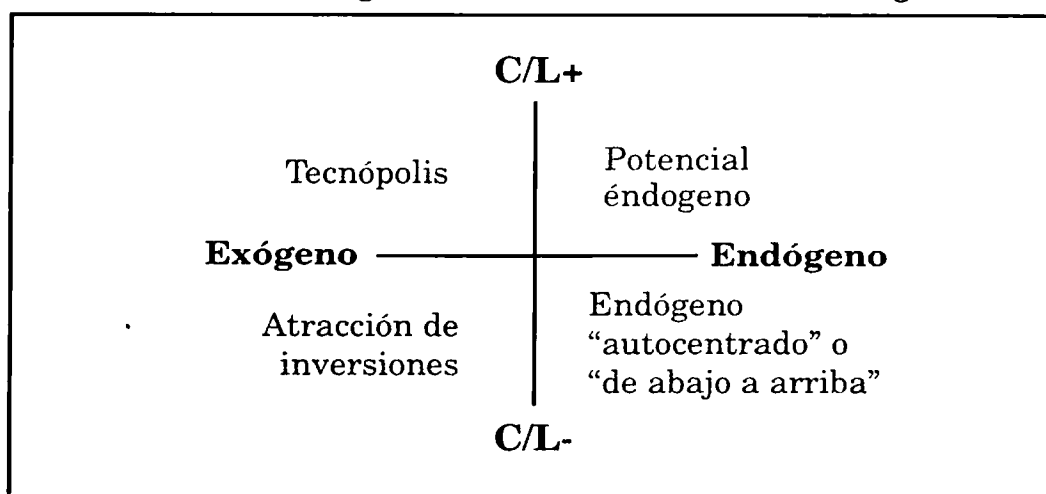 C/L+
Tecnópolis
Potencial
éndogeno
Exógeno
Endógeno
Atracción de
inversiones
Endógeno
“autocentrado” o
“de abajo a arriba”
C/L-